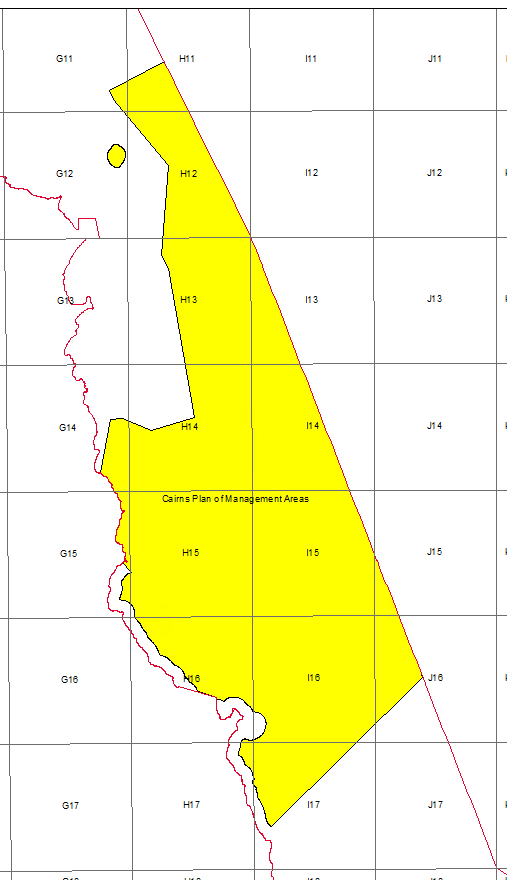 G11 H11 I11 J11
G12 H12 I12 J12
G13 H13 I13 J13
G14 H14 I14 J14
Cairns Plan of Management Areas
G15 H15 I15 J15
G16 H16 I16 J16
G17 H17 I17 J17